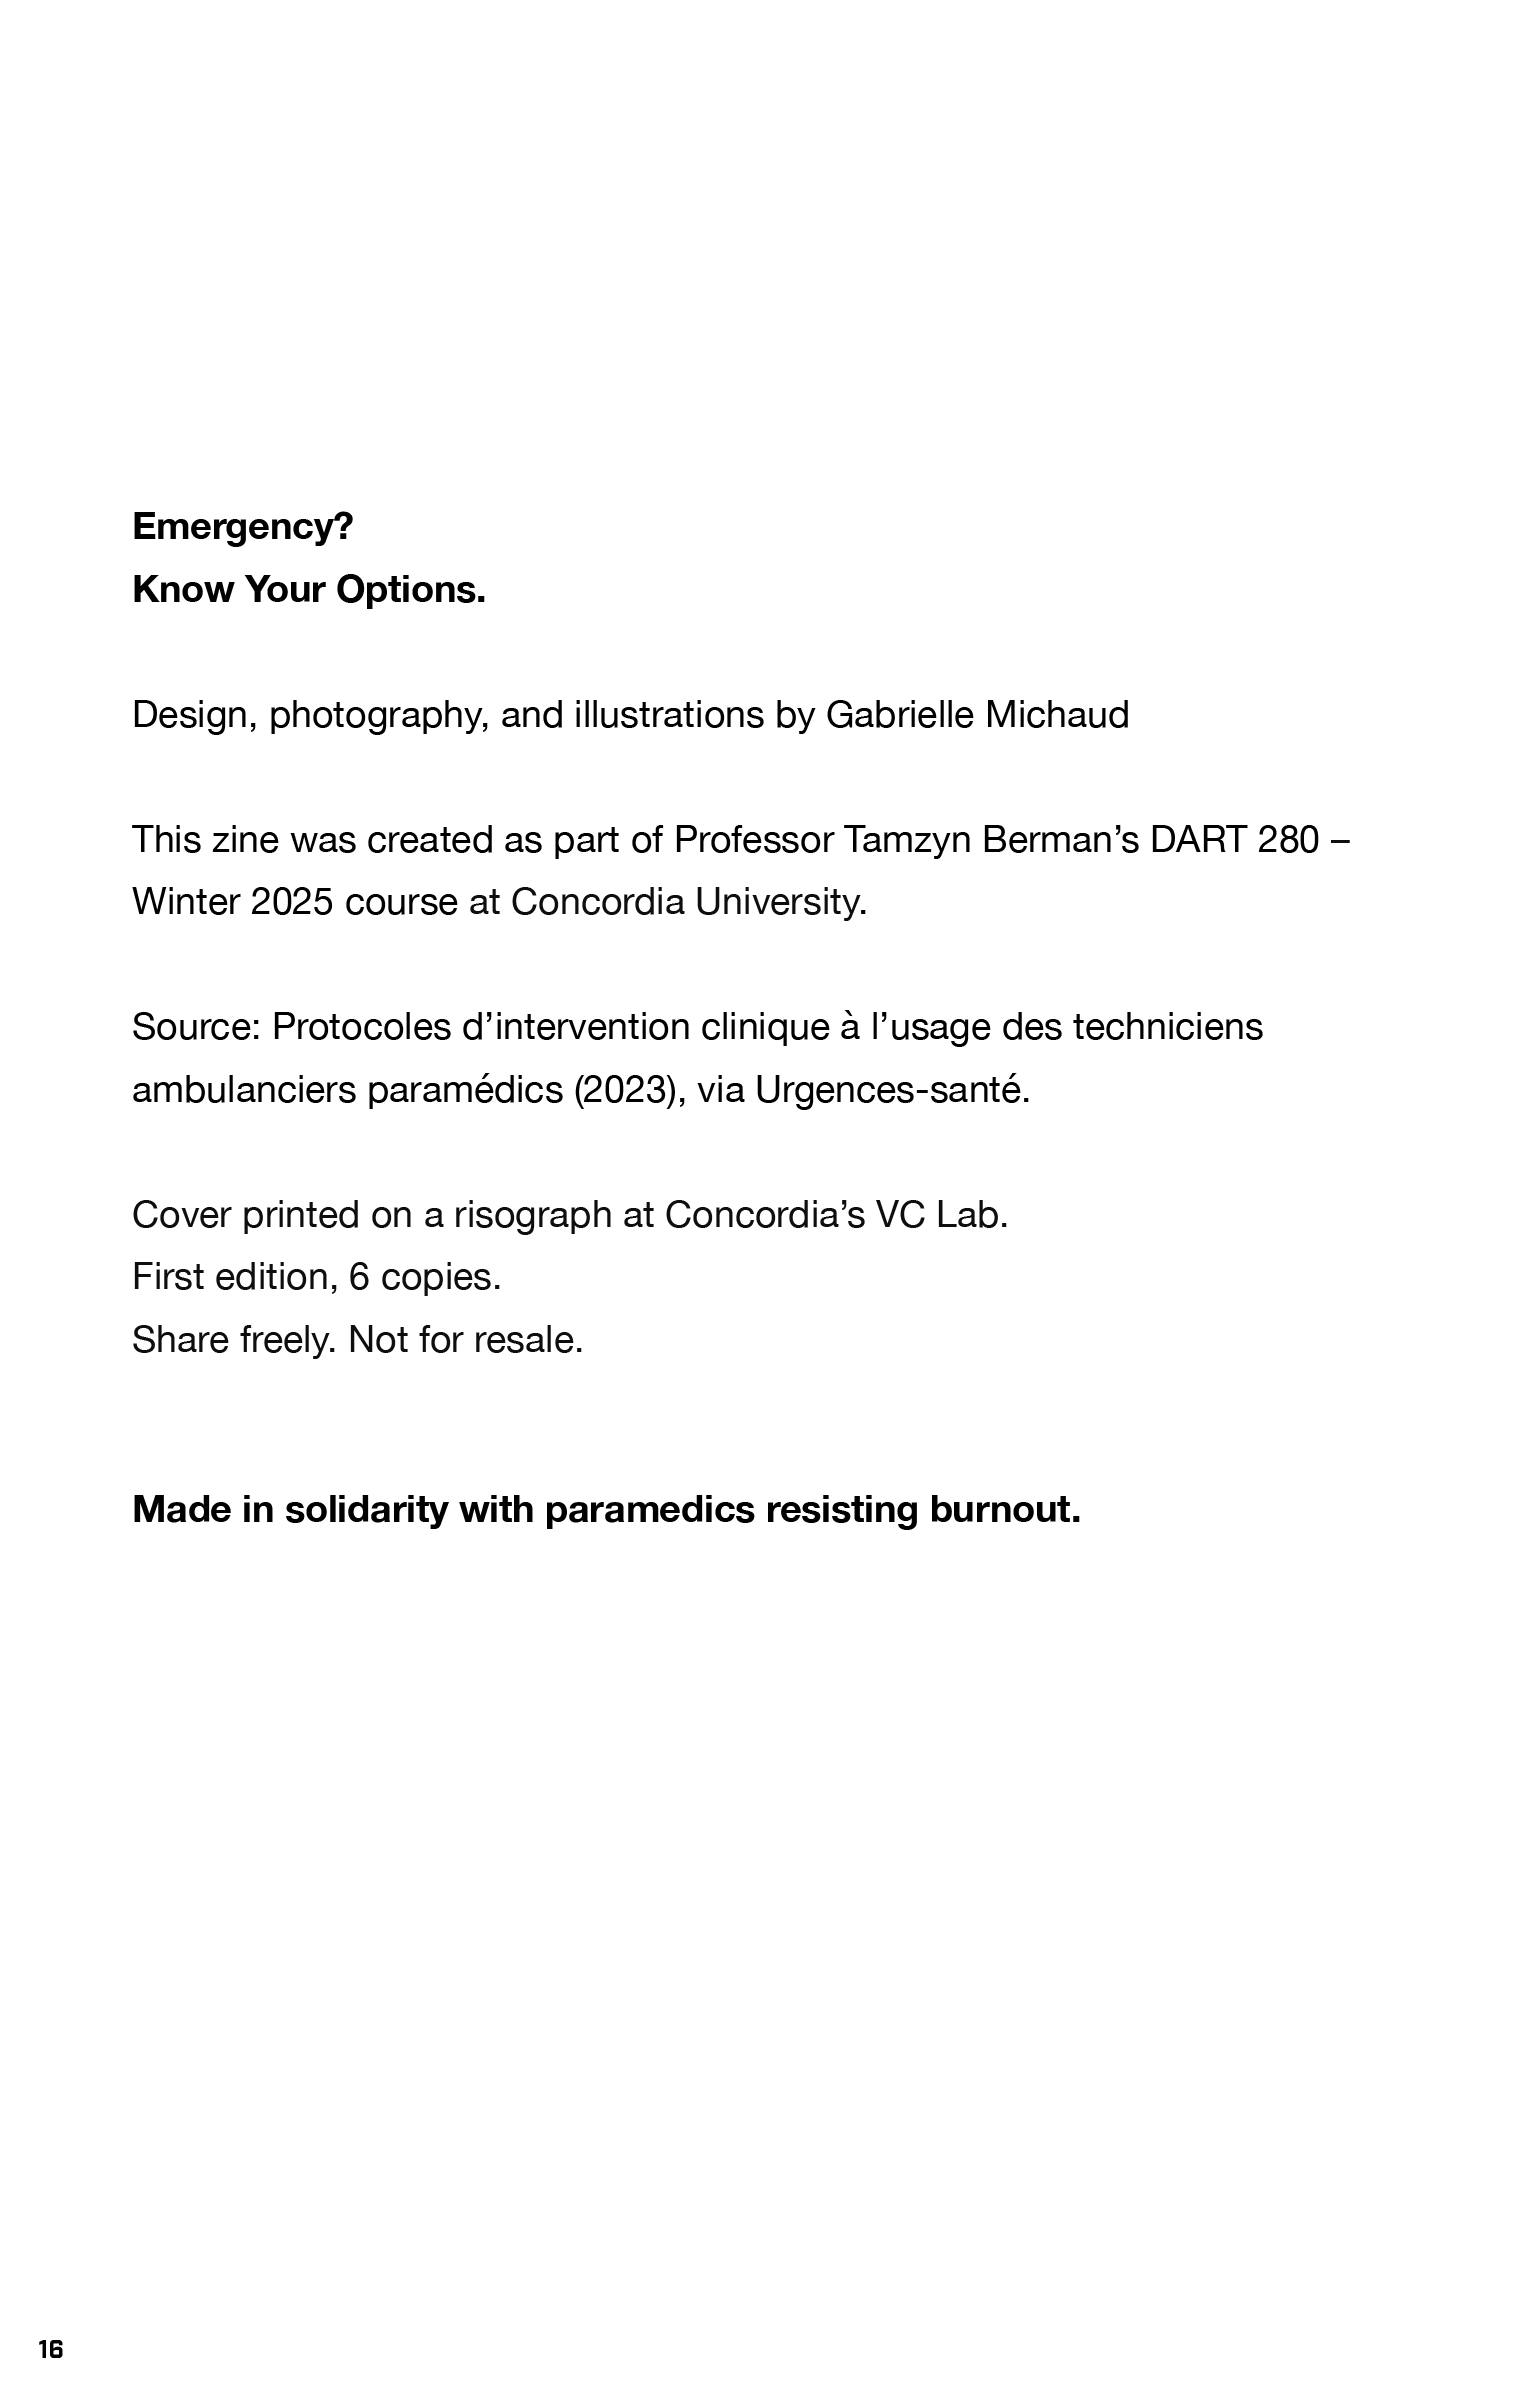 Emergency?
Know Your Options.
Design, photography, and illustrations by Gabrielle Michaud
This zine was created as part of Professor Tamzyn Berman’s DART 280 –
Winter 2025 course at Concordia University.
Source: Protocoles d’intervention clinique à l’usage des techniciens
ambulanciers paramédics (2023), via Urgences-santé.
Cover printed on a risograph at Concordia’s VC Lab.
First edition, 6 copies.
Share freely. Not for resale.
Made in solidarity with paramedics resisting burnout.
16